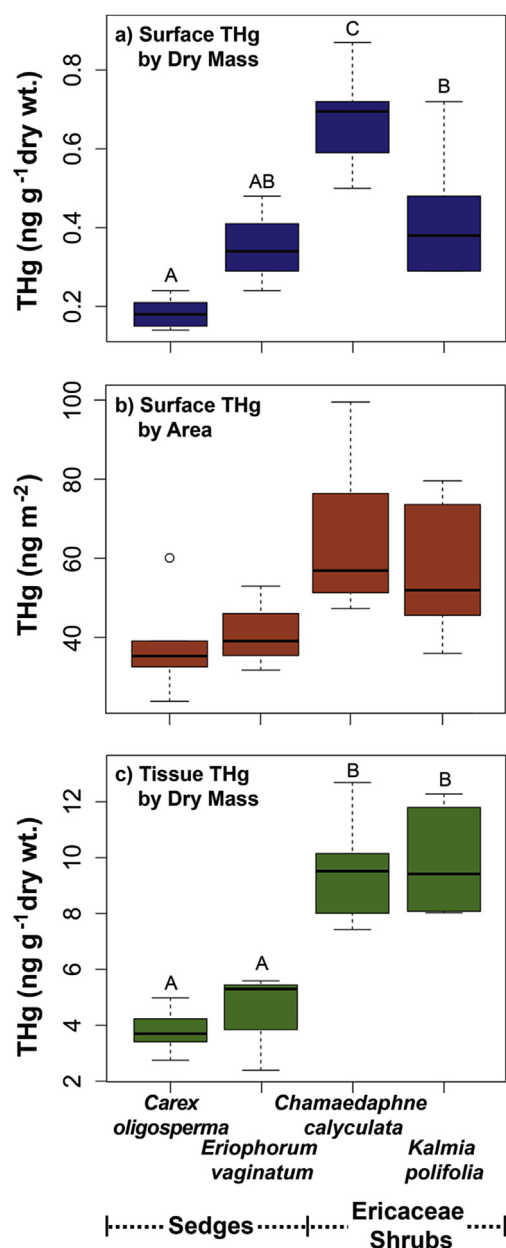 a) Surface THg
by Dry Mass
THg (ng g⁻¹dry wt.)
0.8
0.6
0.4
0.2
A
AB
C
B
b) Surface THg
by Area
THg (ng m⁻²)
100
80
60
40
c) Tissue THg
by Dry Mass
THg (ng g⁻¹dry wt.)
12
10
8
6
4
2
A
A
B
B
Carex
oligosperma
Eriophorum
vaginatum
Chamaedaphne
calyculata
Kalmia
polifolia
Sedges
Ericaceae
Shrubs